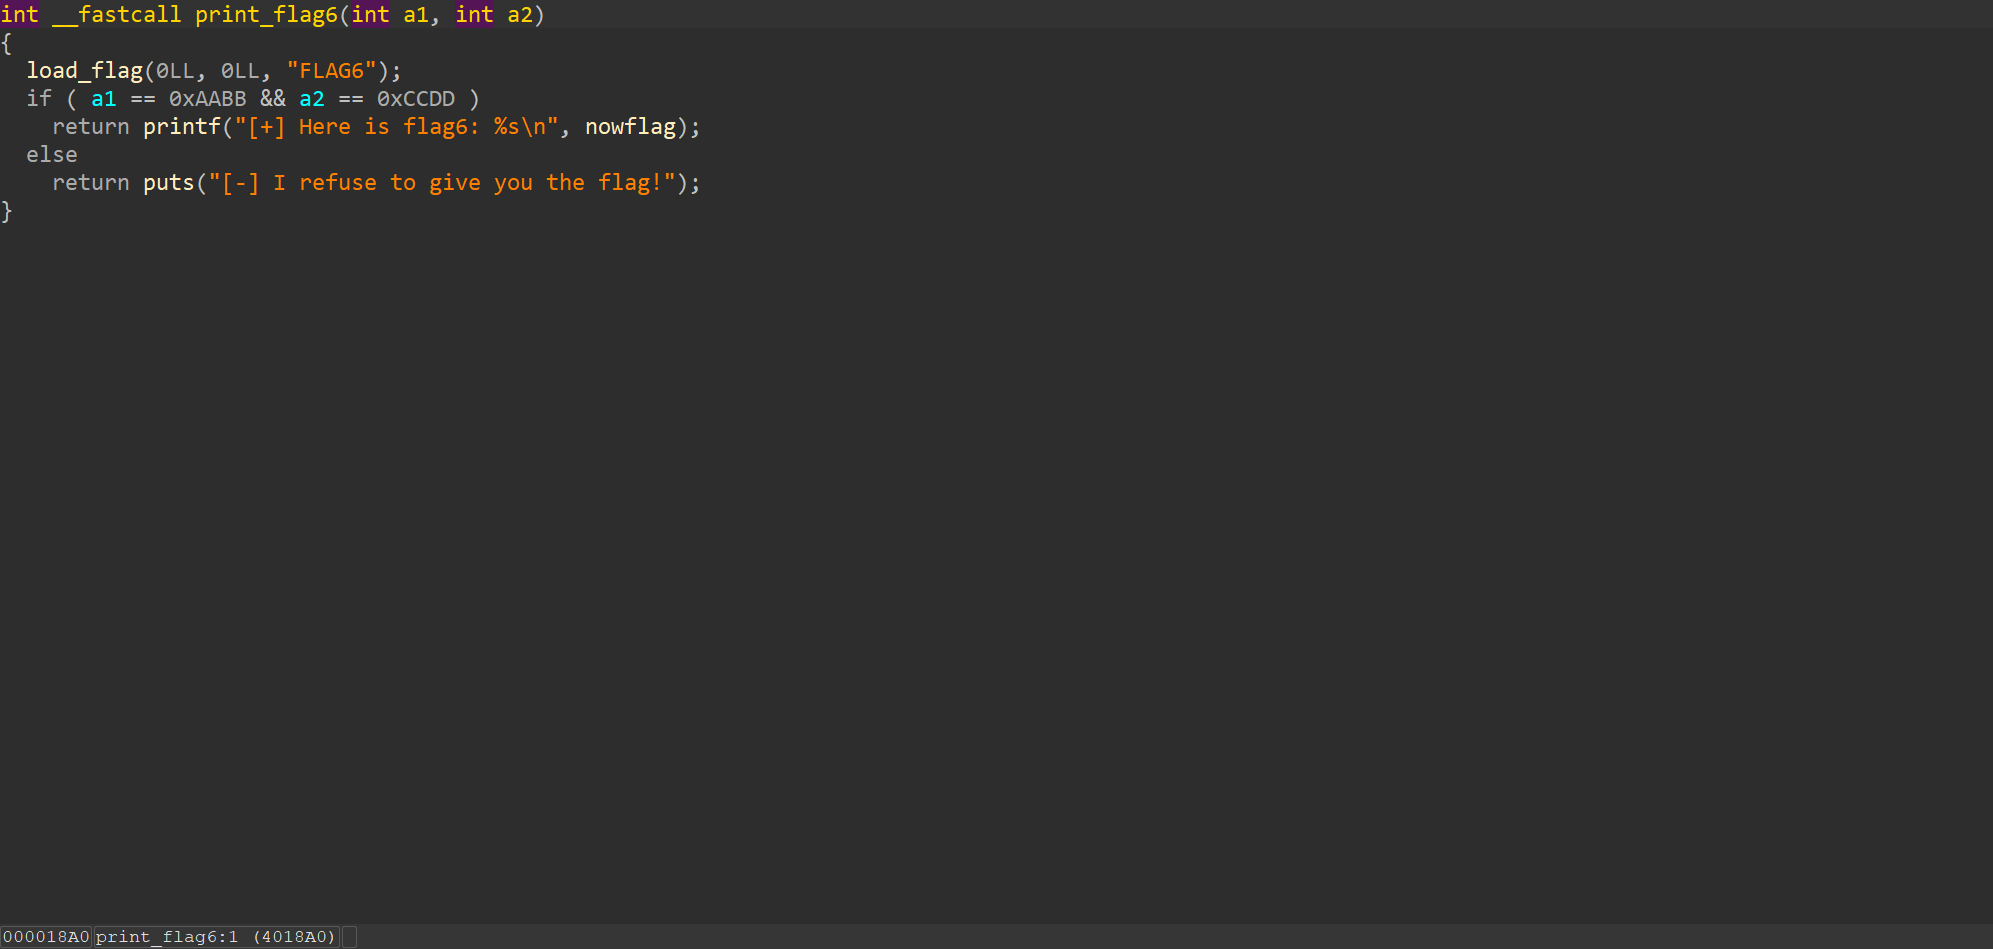 int __fastcall print_flag6(int a1, int a2)
{
  load_flag(0LL, 0LL, "FLAG6");
  if ( a1 == 0xAABB && a2 == 0xCCDD )
    return printf("[+] Here is flag6: %s\n", nowflag);
  else
    return puts("[-] I refuse to give you the flag!");
}
000018A0 print_flag6:1 (4018A0)